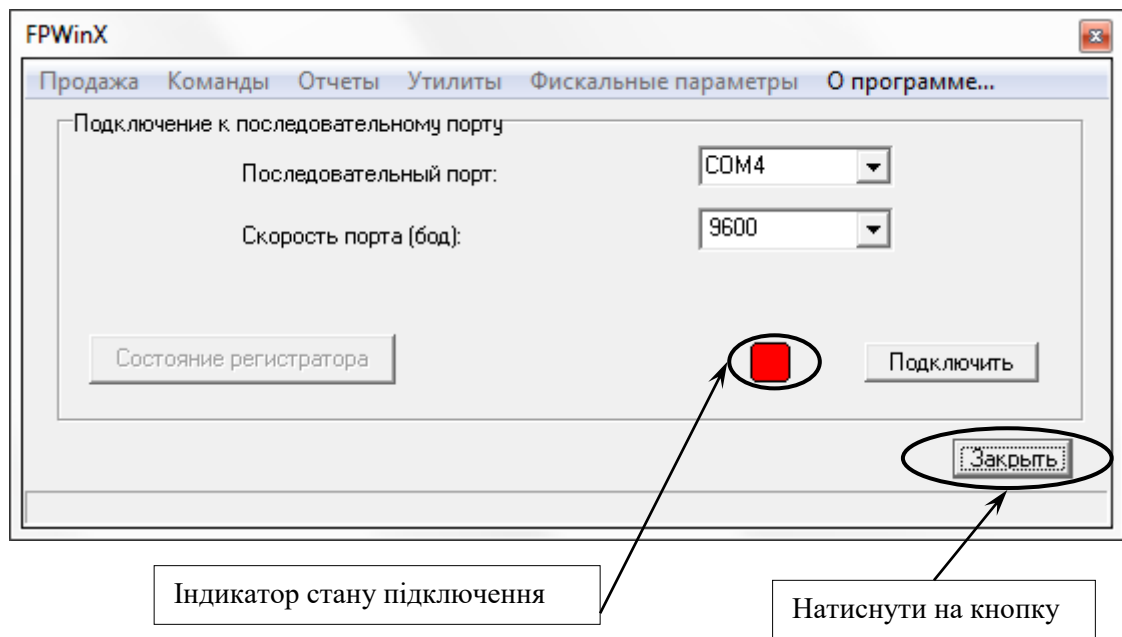 FPWinX
Продажа Команды Отчеты Утилиты Фискальные параметры О программе...
Подключение к последовательному порту
Последовательный порт: COM4
Скорость порта (бод): 9600
Состояние регистратора Подключить
Закрыть
Індикатор стану підключення
Натиснути на кнопку